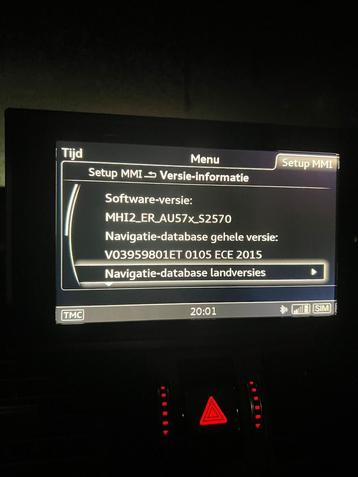 Tijd
Menu
Setup MMI
Setup MMI Versie-informatie
Software-versie:
MHI2_ER_AU57x_S2570
Navigatie-database gehele versie:
V03959801ET 0105 ECE 2015
Navigatie-database landversies
TMC
20:01
SIM